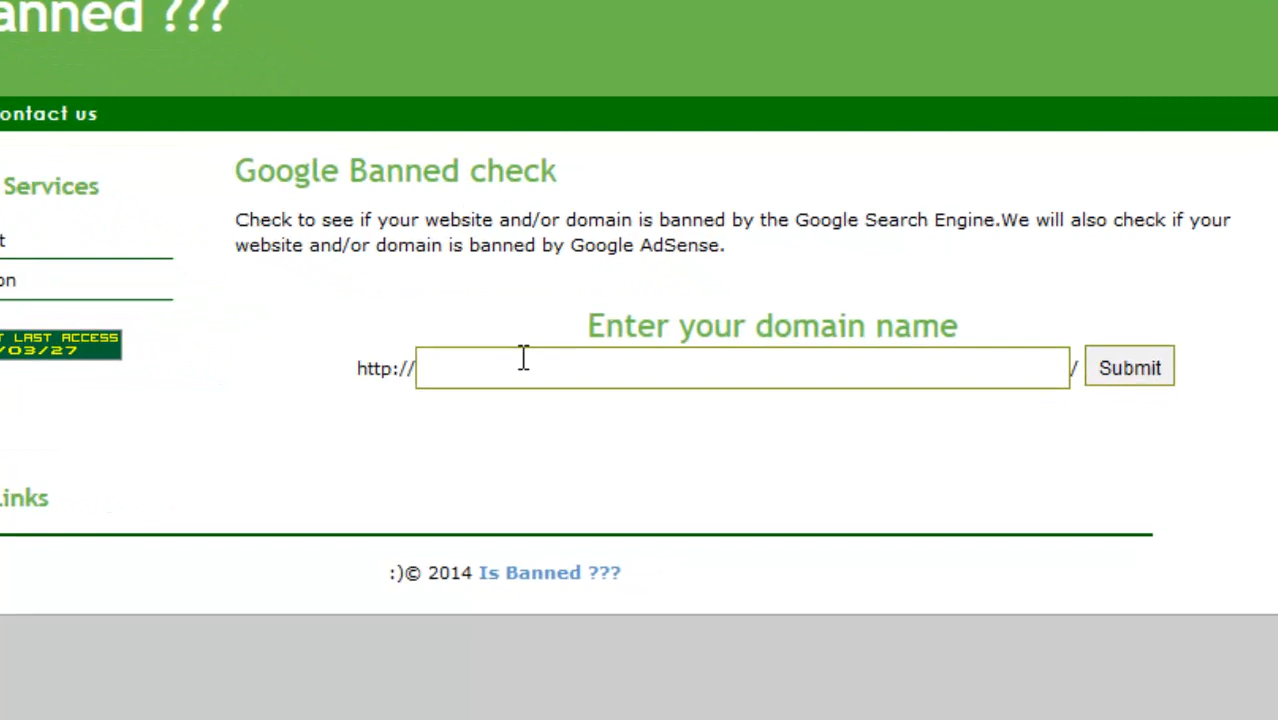 anned ???
ontact us
Services
t
on
T LAST ACCESS
/03/27
Google Banned check
Check to see if your website and/or domain is banned by the Google Search Engine.We will also check if your
website and/or domain is banned by Google AdSense.
Enter your domain name
http://
/
Submit
Links
:)© 2014 Is Banned ???